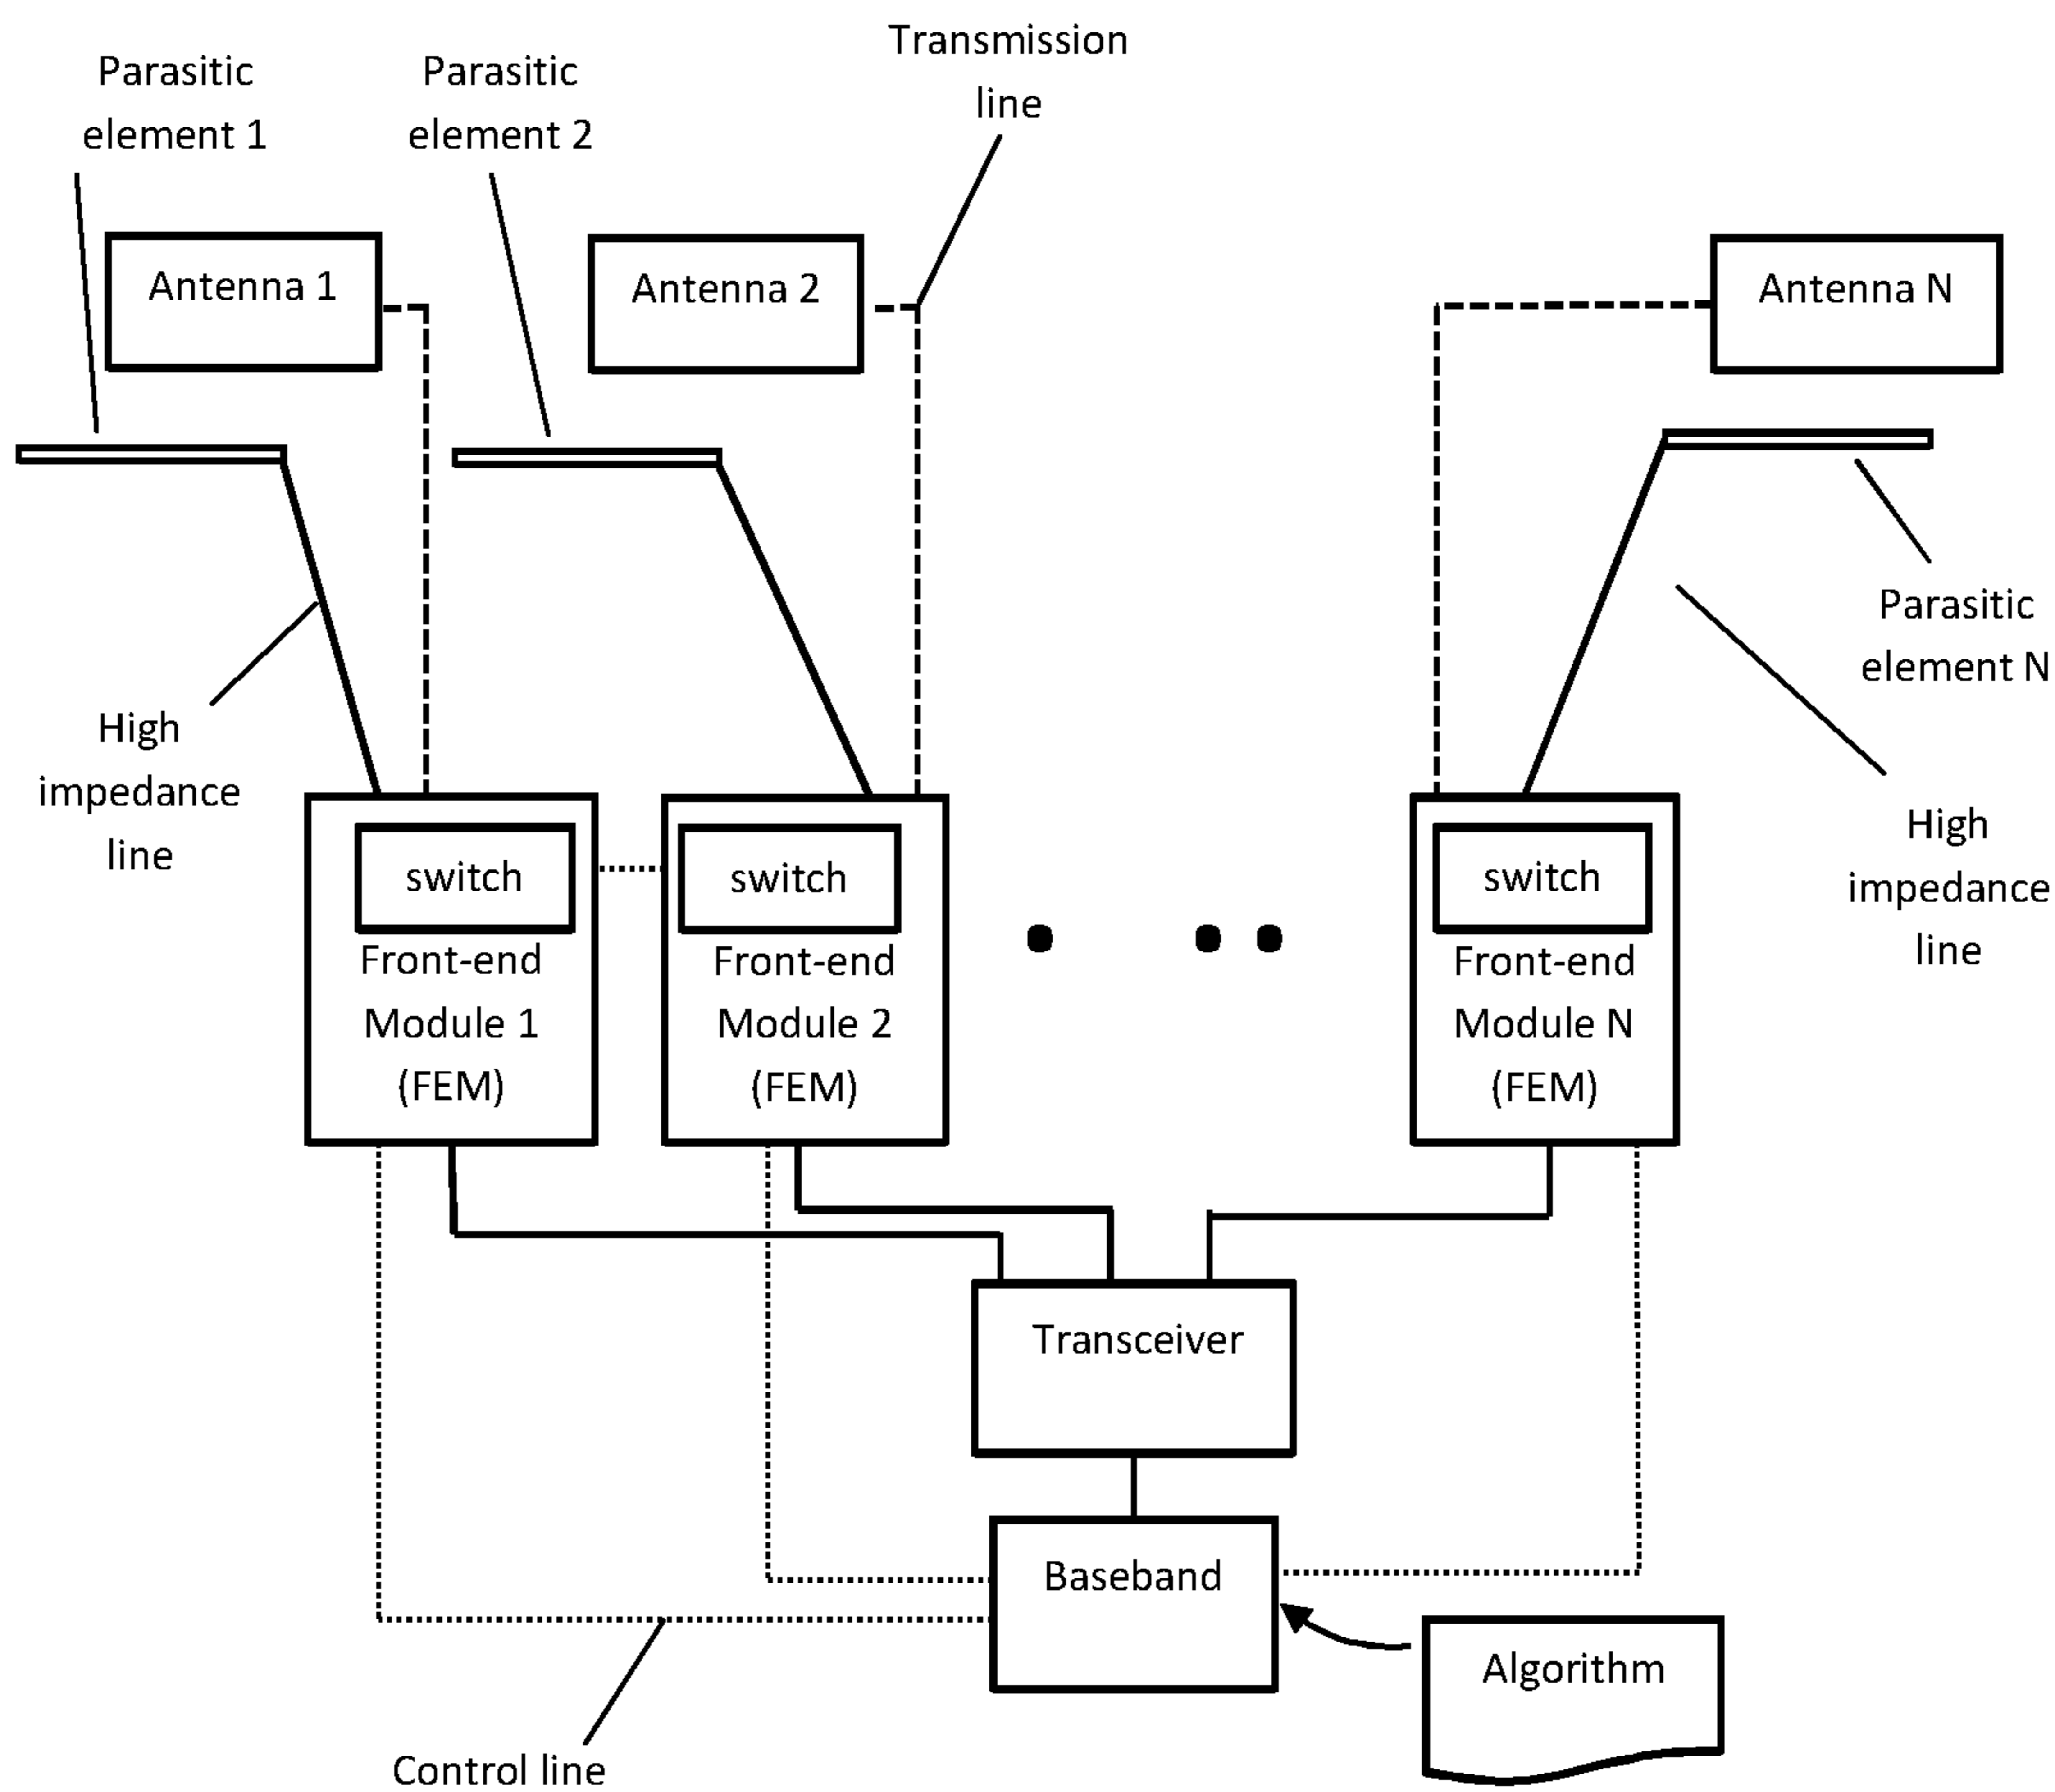 Transmission
line
Parasitic
element 1
Parasitic
element 2
Antenna 1
Antenna 2
Antenna N
Parasitic
element N
High
impedance
line
High
impedance
line
switch
Front-end
Module 1
(FEM)
switch
Front-end
Module 2
(FEM)
switch
Front-end
Module N
(FEM)
Transceiver
Baseband
Algorithm
Control line